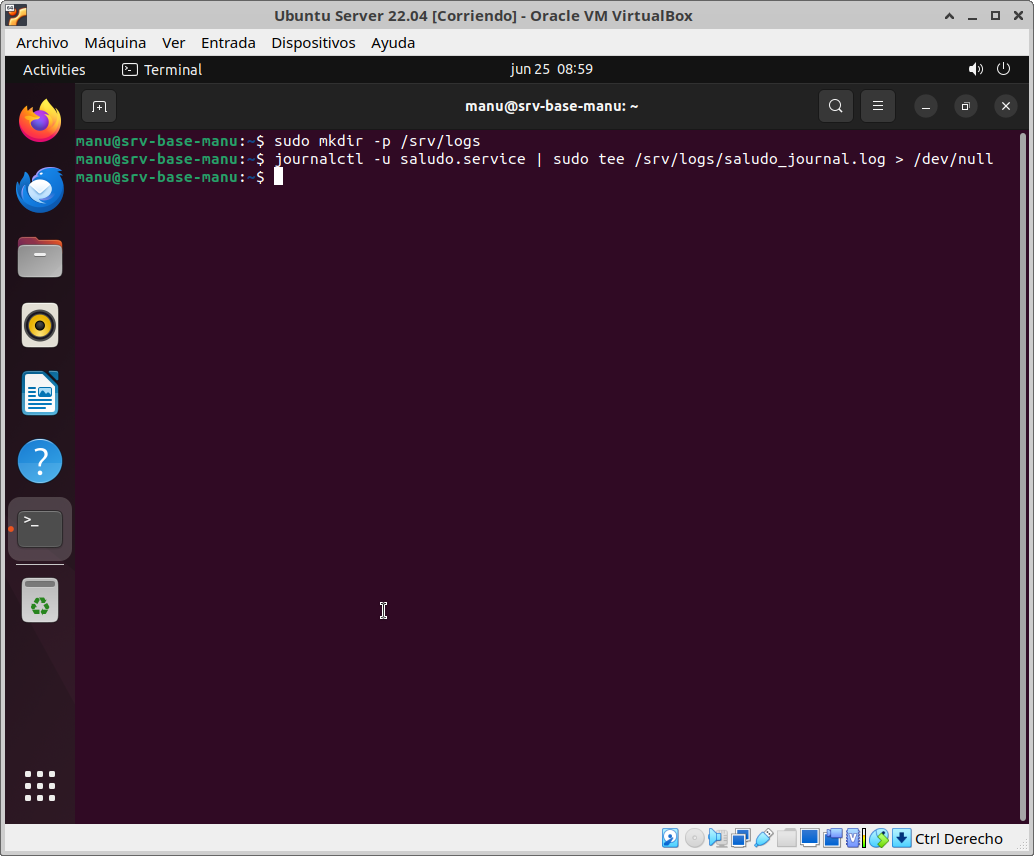 Ubuntu Server 22.04 [Corriendo] - Oracle VM VirtualBox
Archivo Máquina Ver Entrada Dispositivos Ayuda
Activities Terminal jun 25 08:59
manu@srv-base-manu: ~
manu@srv-base-manu:~$ sudo mkdir -p /srv/logs
manu@srv-base-manu:~$ journalctl -u saludo.service | sudo tee /srv/logs/saludo_journal.log > /dev/null
manu@srv-base-manu:~$
Ctrl Derecho